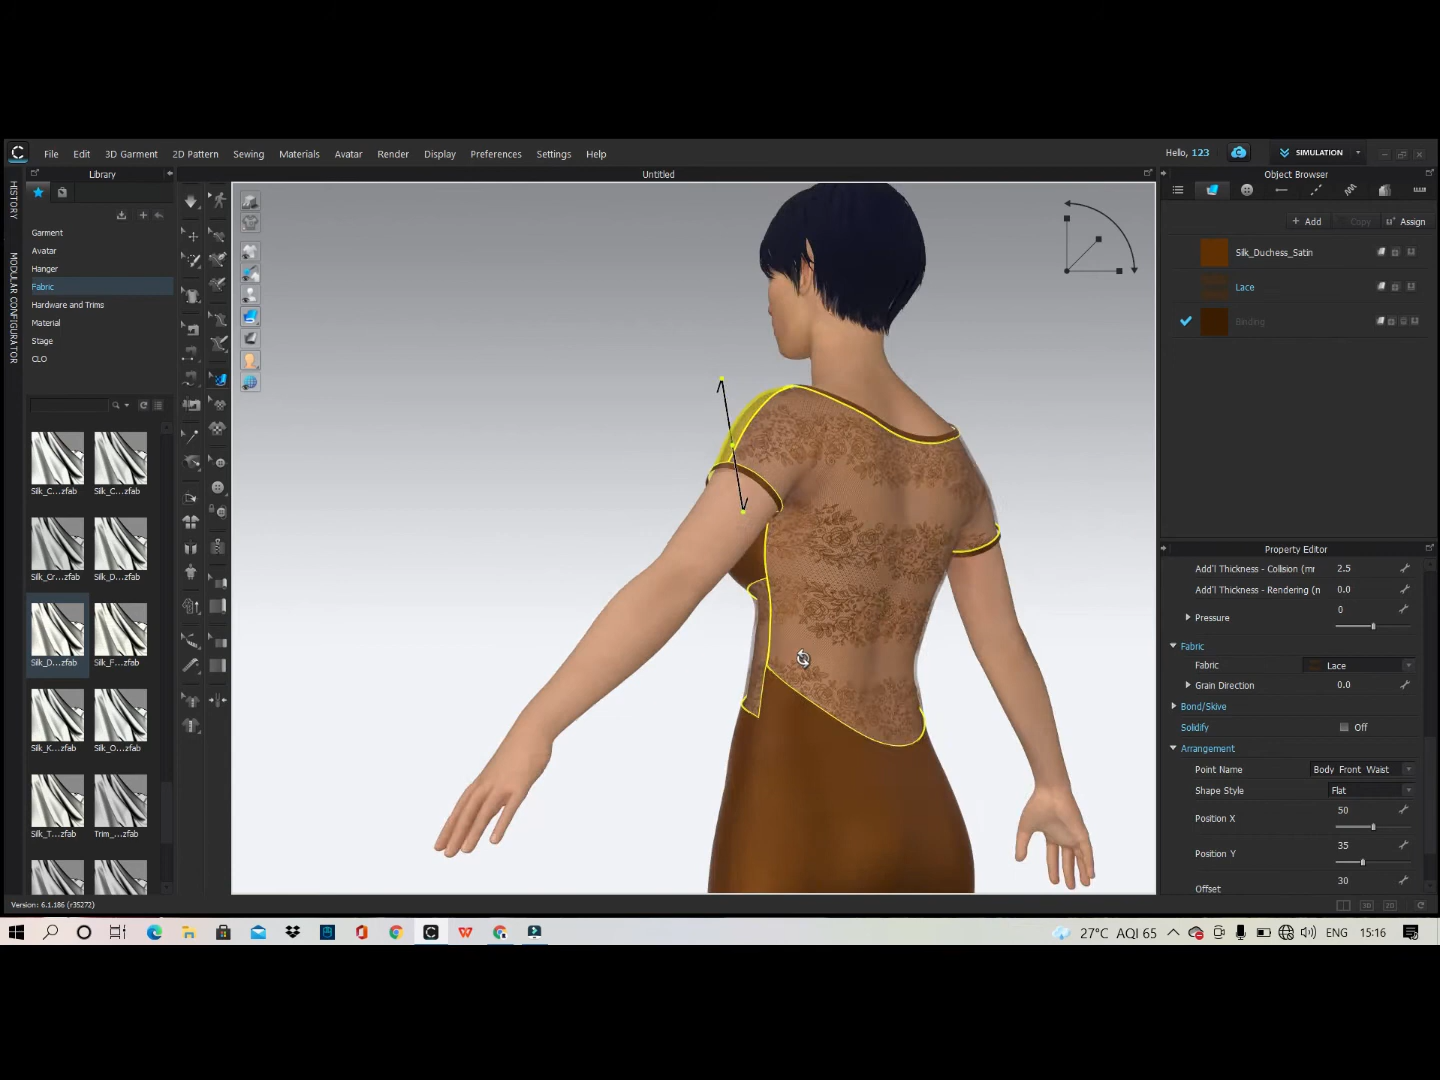 File Edit 3D Garment 2D Pattern Sewing Materials Avatar Render Display Preferences Settings Help
Hello, 123
SIMULATION
HISTORY
MODULAR CONFIGURATOR
Library
Garment
Avatar
Hanger
Fabric
Hardware and Trims
Material
Stage
CLO
Silk_C...zfab Silk_C...zfab
Silk_Cr...zfab Silk_D...zfab
Silk_D...zfab Silk_F...zfab
Silk_K...zfab Silk_O...zfab
Silk_T...zfab Trim_...zfab
Version: 6.1.186 (r35272)
Untitled
Object Browser
+ Add Copy Assign
Silk_Duchess_Satin
Lace
Binding
Property Editor
Add'l Thickness - Collision (mr 2.5
Add'l Thickness - Rendering (n 0.0
Pressure 0
Fabric
Fabric Lace
Grain Direction 0.0
Bond/Skive
Solidify Off
Arrangement
Point Name Body_Front_Waist
Shape Style Flat
Position X 50
Position Y 35
Offset 30
3D 2D
27°C AQI 65 ENG 15:16